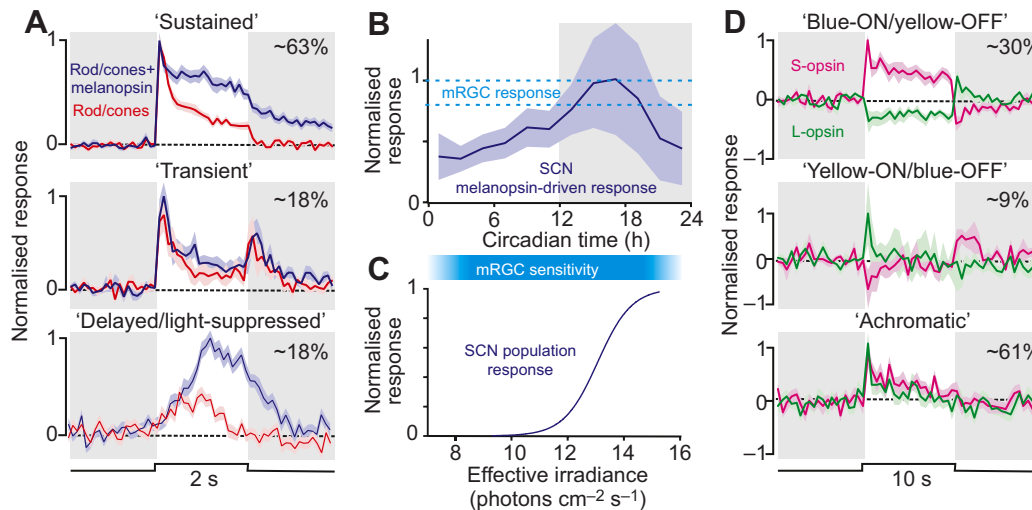 A
'Sustained'
Normalised response
1
0
~63%
Rod/cones+
melanopsin
Rod/cones
'Transient'
1
0
~18%
'Delayed/light-suppressed'
1
0
~18%
2 s
B
Normalised
response
1
0.5
0
mRGC response
SCN
melanopsin-driven response
0 6 12 18 24
Circadian time (h)
C
mRGC sensitivity
Normalised
response
1
0
SCN population
response
8 10 12 14 16
Effective irradiance
(photons cm−2 s−1)
D
'Blue-ON/yellow-OFF'
Normalised response
1
0
−1
~30%
S-opsin
L-opsin
'Yellow-ON/blue-OFF'
1
0
−1
~9%
'Achromatic'
1
0
−1
~61%
10 s